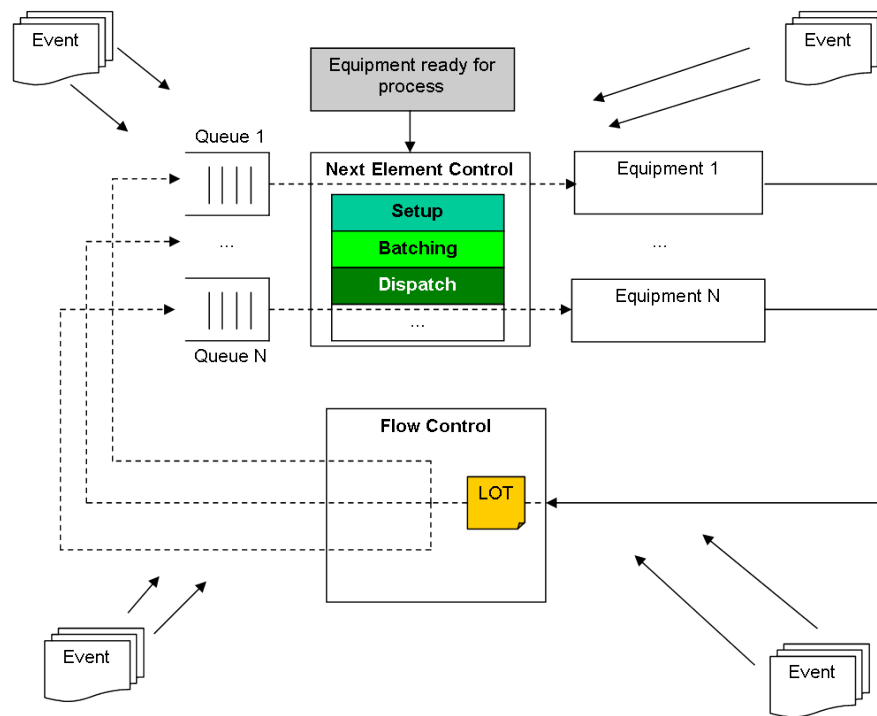 Event
Event
Equipment ready for
process
Queue 1
Next Element Control
Equipment 1
Setup
...
Batching
...
Dispatch
Equipment N
...
Queue N
Flow Control
LOT
Event
Event